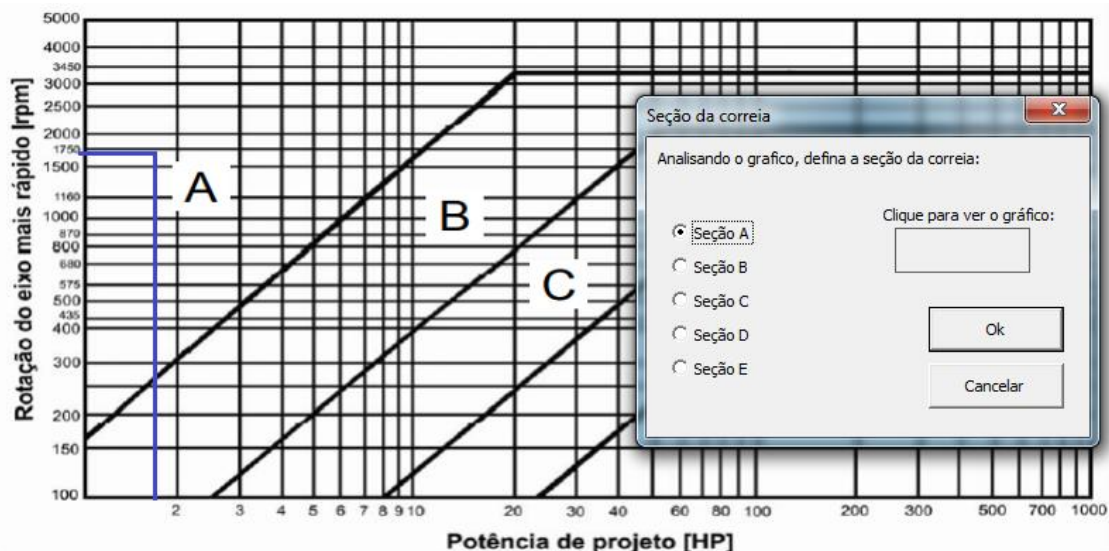 Rotação do eixo mais rápido [rpm]
5000
4000
3450
3000
2500
2000
1750
1500
1160
1000
870
800
680
575
500
435
400
300
200
150
100
A
B
C
Seção da correia
Analisando o grafico, defina a seção da correia:
Clique para ver o gráfico:
Seção A
Seção B
Seção C
Seção D
Seção E
Ok
Cancelar
2 3 4 5 6 7 8 9 10 20 30 40 60 80 100 200 300 500 700 1000
Potência de projeto [HP]